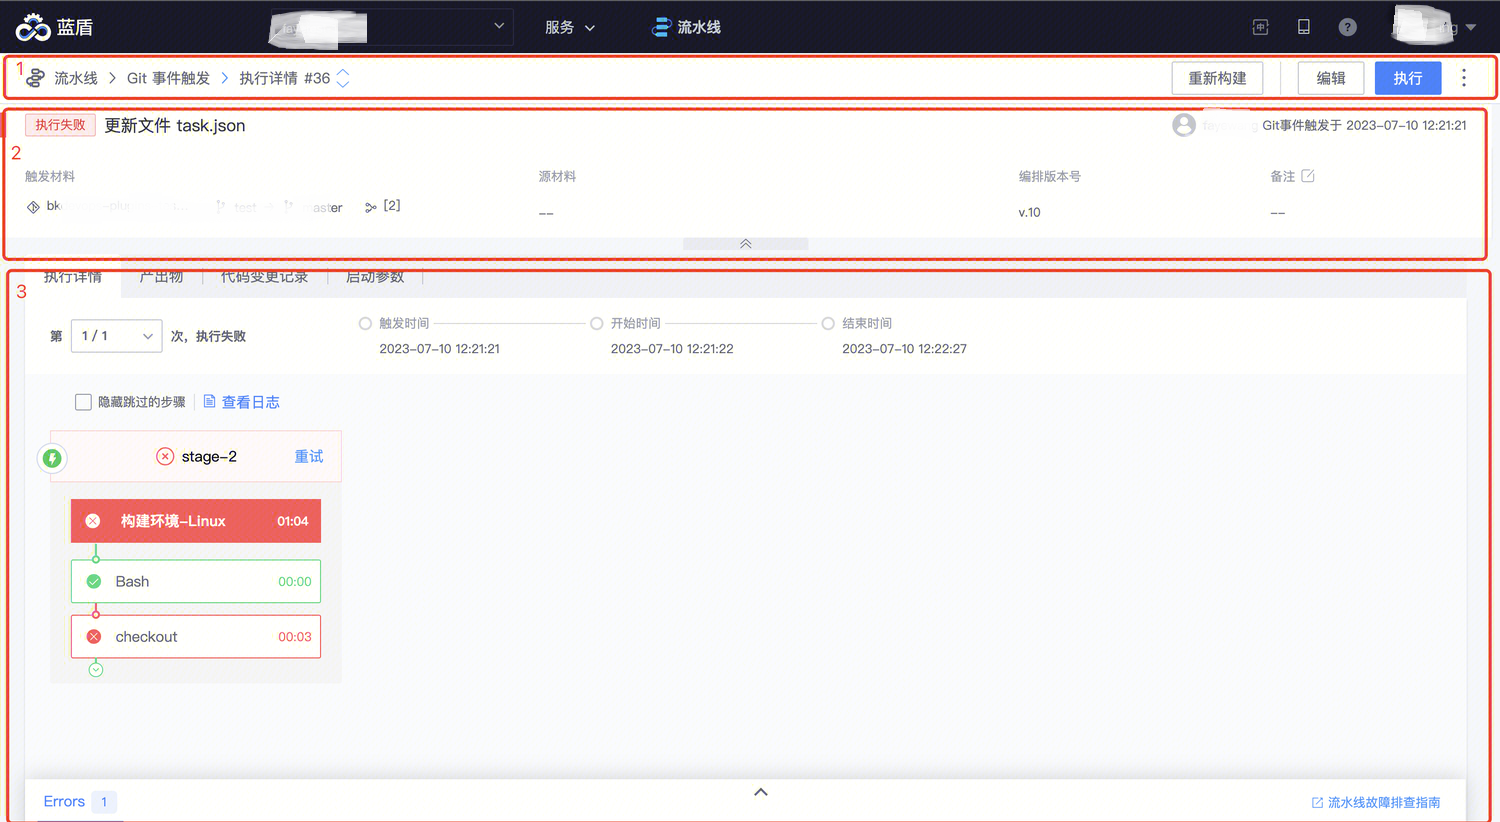 蓝盾
服务
流水线
1
流水线 > Git 事件触发 > 执行详情 #36
重新构建
编辑
执行
执行失败
更新文件 task.json
Git事件触发于 2023-07-10 12:21:21
2
触发材料
源材料
编排版本号
备注
[2]
--
v.10
--
3
执行详情
产出物
代码变更记录
启动参数
第 1 / 1 次，执行失败
触发时间
开始时间
结束时间
2023-07-10 12:21:21
2023-07-10 12:21:22
2023-07-10 12:22:27
隐藏跳过的步骤
查看日志
stage-2
重试
构建环境-Linux
01:04
Bash
00:00
checkout
00:03
Errors 1
流水线故障排查指南